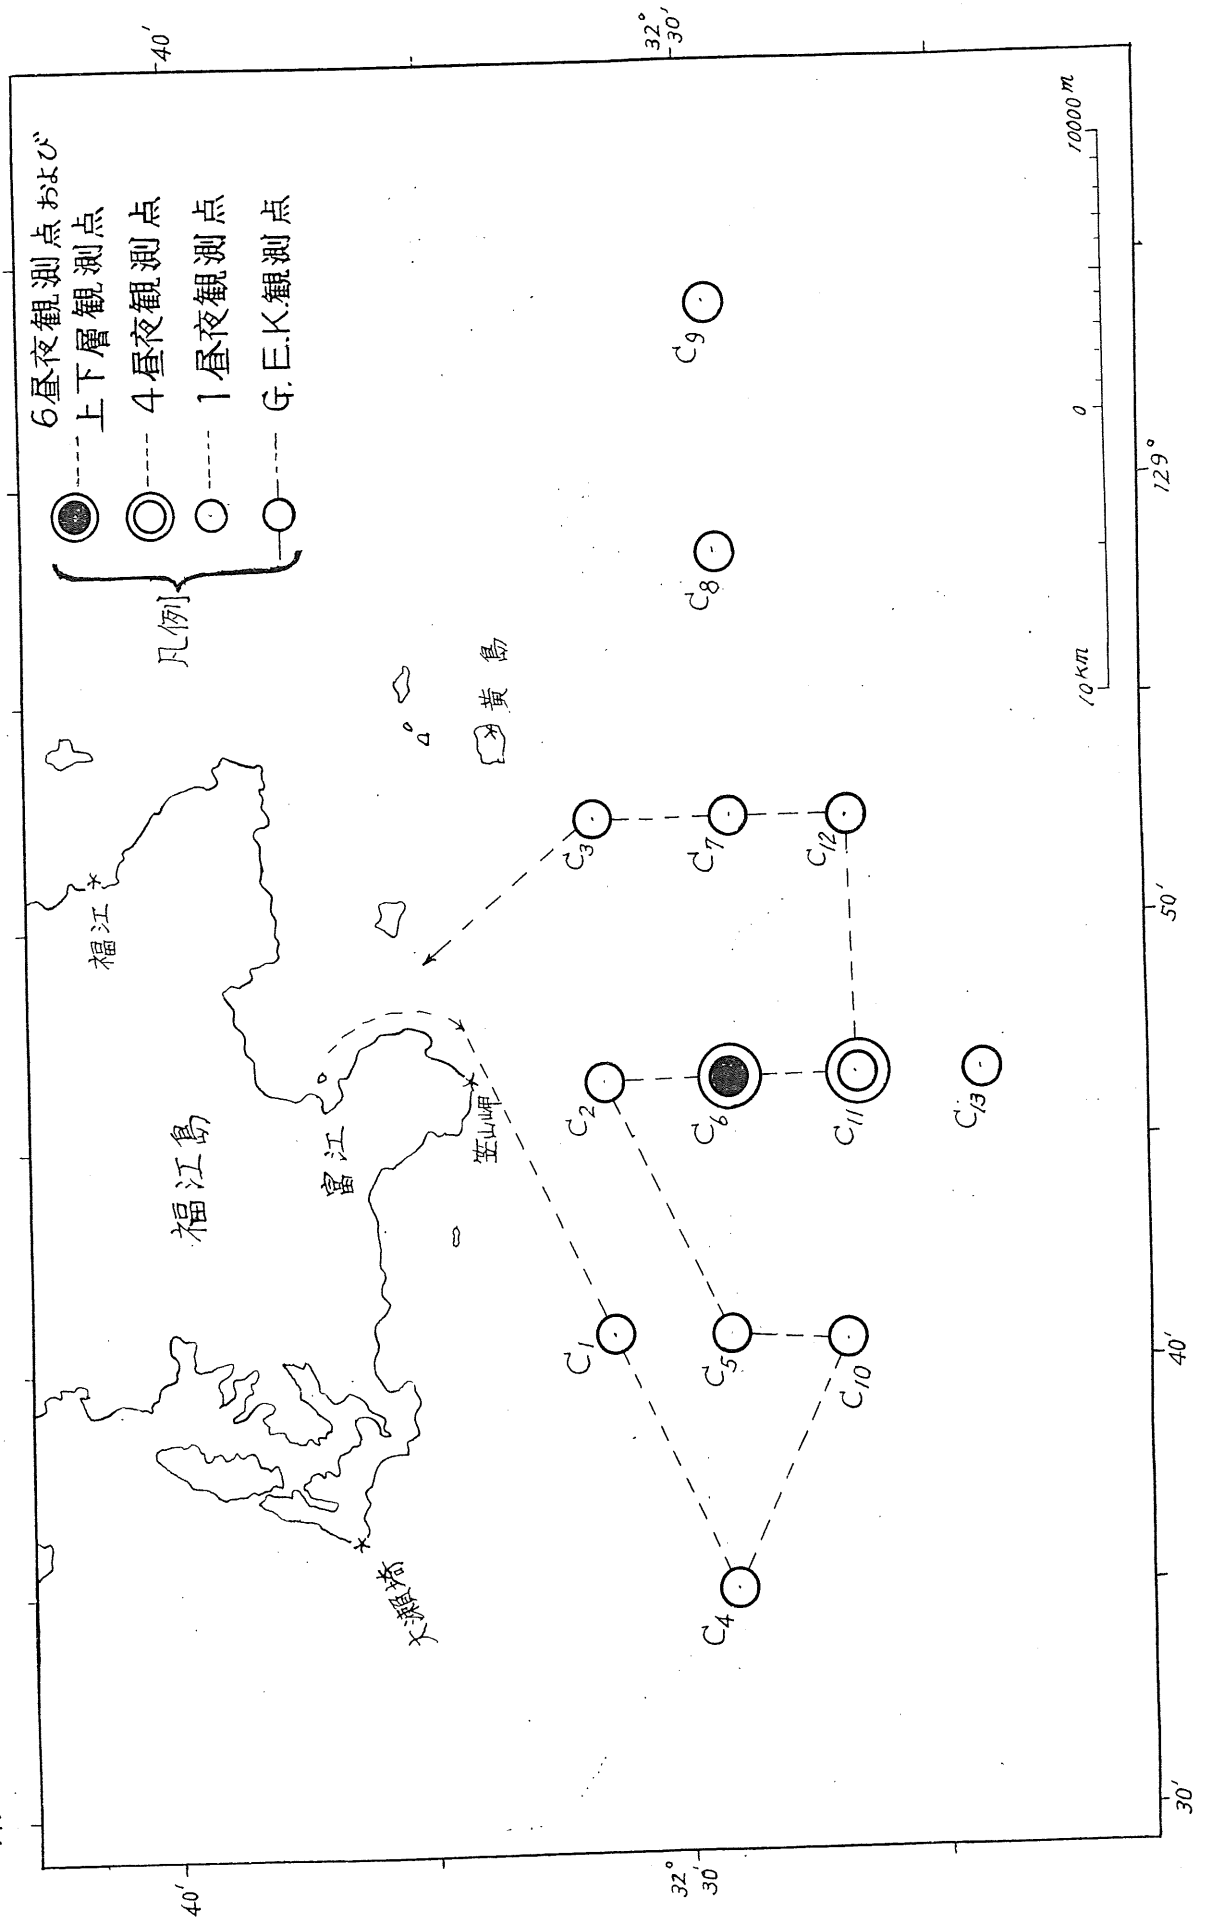 6昼夜観測点および
上下層観測点
4昼夜観測点
1昼夜観測点
G.E.K.観測点
凡例
福江
福江島
富江
笠山岬
黄島
大瀬埼
C1
C2
C3
C4
C5
C6
C7
C8
C9
C10
C11
C12
C13
10km
0
10000m
40'
32°
30'
40'
32°
30'
30'
40'
50'
129°